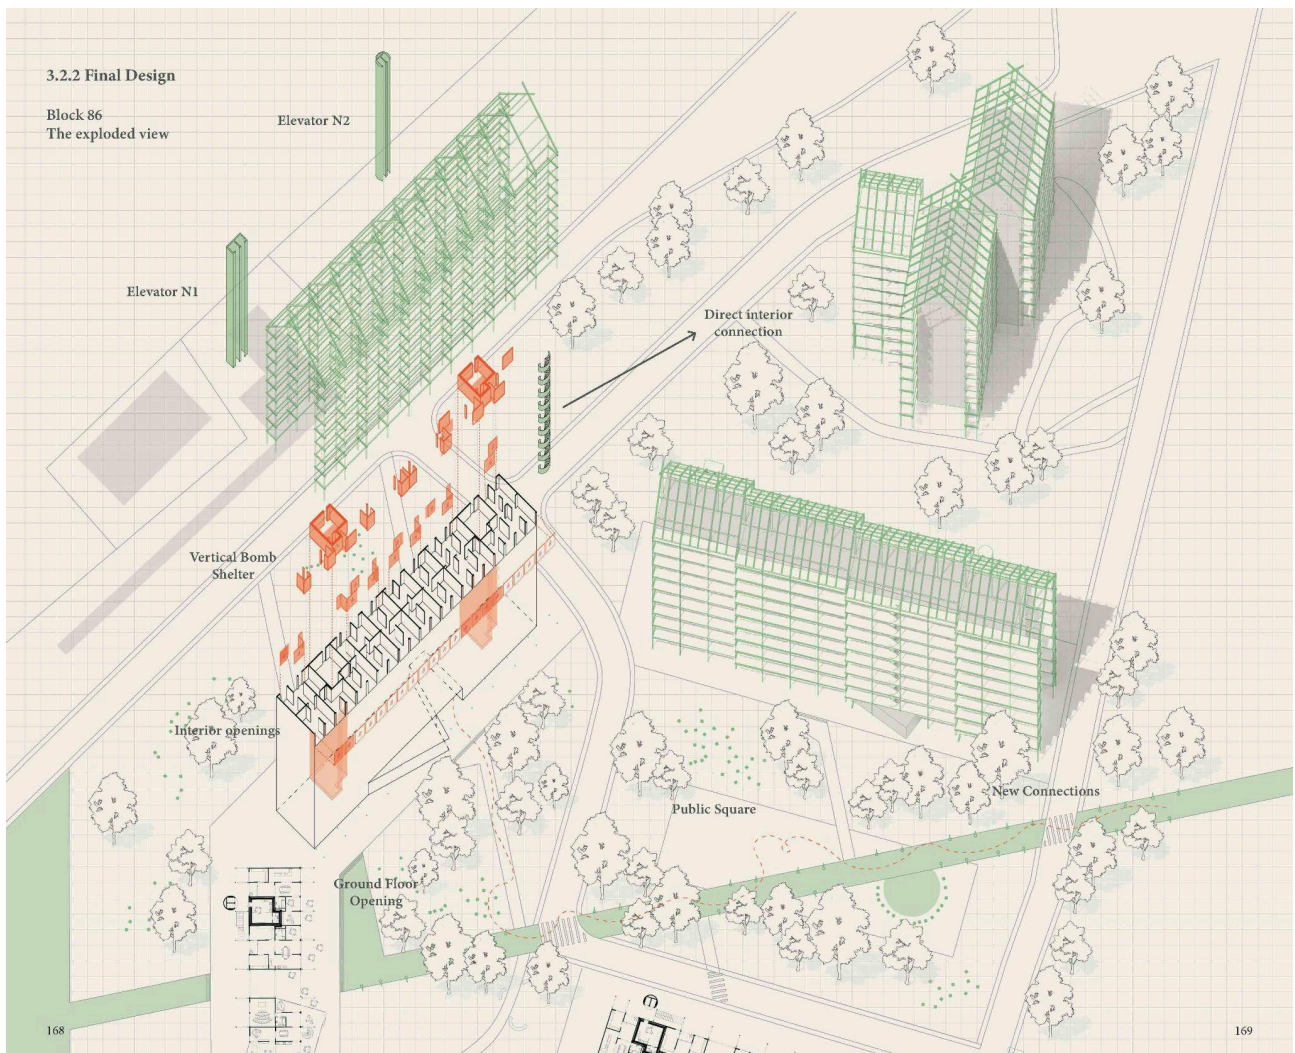 3.2.2 Final Design
Block 86
The exploded view
Elevator N2
Elevator N1
Direct interior
connection
Vertical Bomb
Shelter
Interior openings
Public Square
New Connections
Ground Floor
Opening
168
169